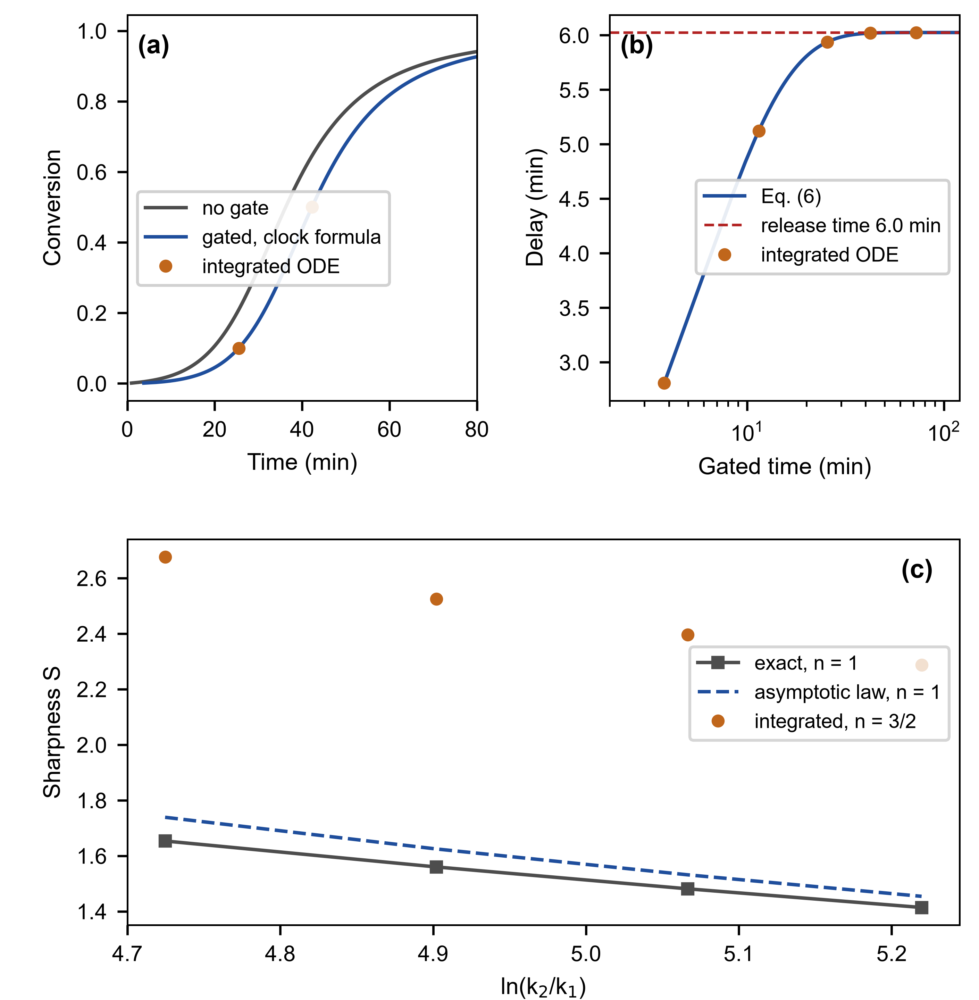 (a)
1.0
0.8
0.6
0.4
0.2
0.0
Conversion
no gate
gated, clock formula
integrated ODE
0 20 40 60 80
Time (min)
(b)
6.0
5.5
5.0
4.5
4.0
3.5
3.0
Delay (min)
Eq. (6)
release time 6.0 min
integrated ODE
10¹ 10²
Gated time (min)
(c)
2.6
2.4
2.2
2.0
1.8
1.6
1.4
Sharpness S
exact, n = 1
asymptotic law, n = 1
integrated, n = 3/2
4.7 4.8 4.9 5.0 5.1 5.2
ln(k₂/k₁)